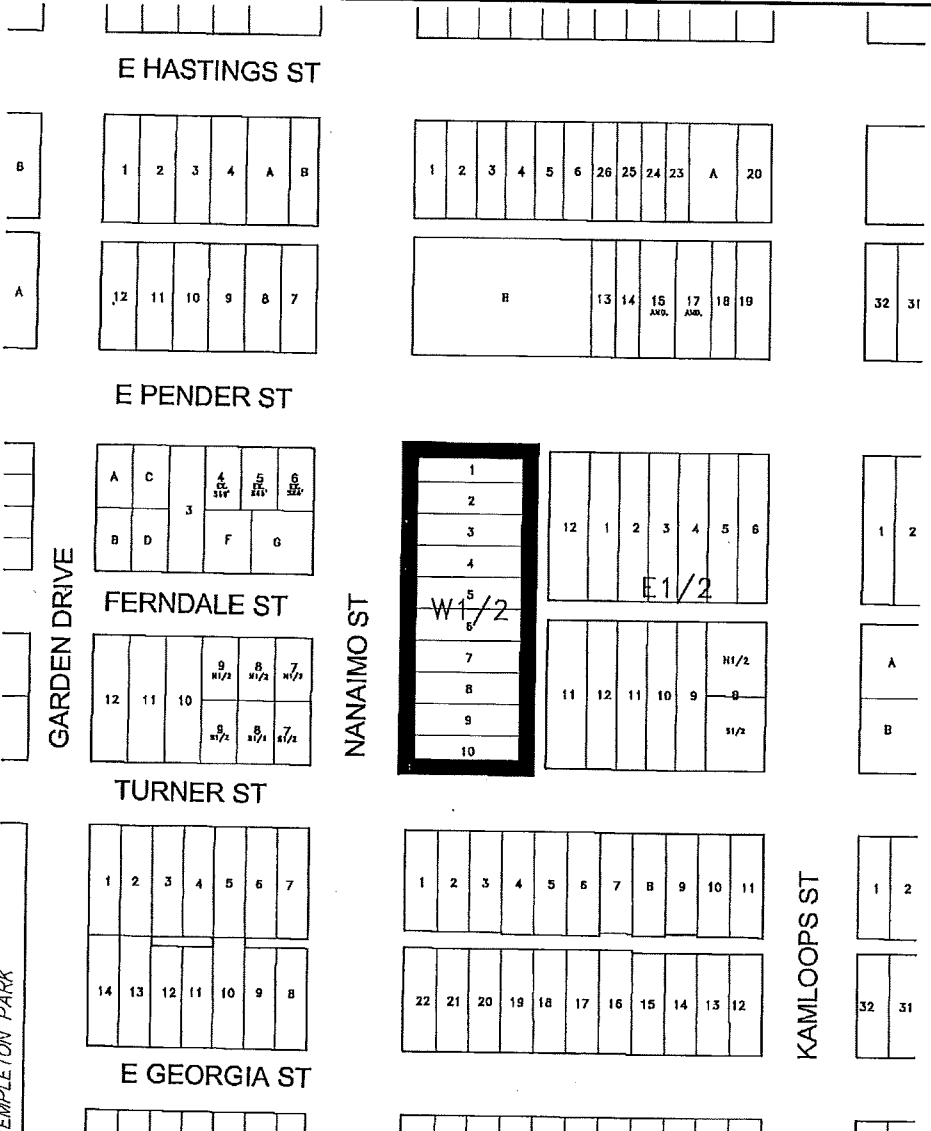 E HASTINGS ST
B
1 2 3 4 A B
1 2 3 4 5 6 26 25 24 23 A 20
A
12 11 10 9 8 7
H 13 14 15 AMD. 17 AMD. 18 19
32 31
E PENDER ST
A C 3 4 EX. 5 EX. 6 EX.
B D F G
1
2
3
4
5
W1/2
6
7
8
9
10
12 1 2 3 4 5 6
E1/2
1 2
GARDEN DRIVE
FERNDALE ST
NANAIMO ST
12 11 10 9 N1/2 8 N1/2 7 N1/2
9 S1/2 8 S1/2 7 S1/2
11 12 11 10 9 N1/2
8
S1/2
A
B
TURNER ST
1 2 3 4 5 6 7
1 2 3 4 5 6 7 8 9 10 11
1 2
KAMLOOPS ST
14 13 12 11 10 9 8
22 21 20 19 18 17 16 15 14 13 12
32 31
EMPLETON PARK
E GEORGIA ST